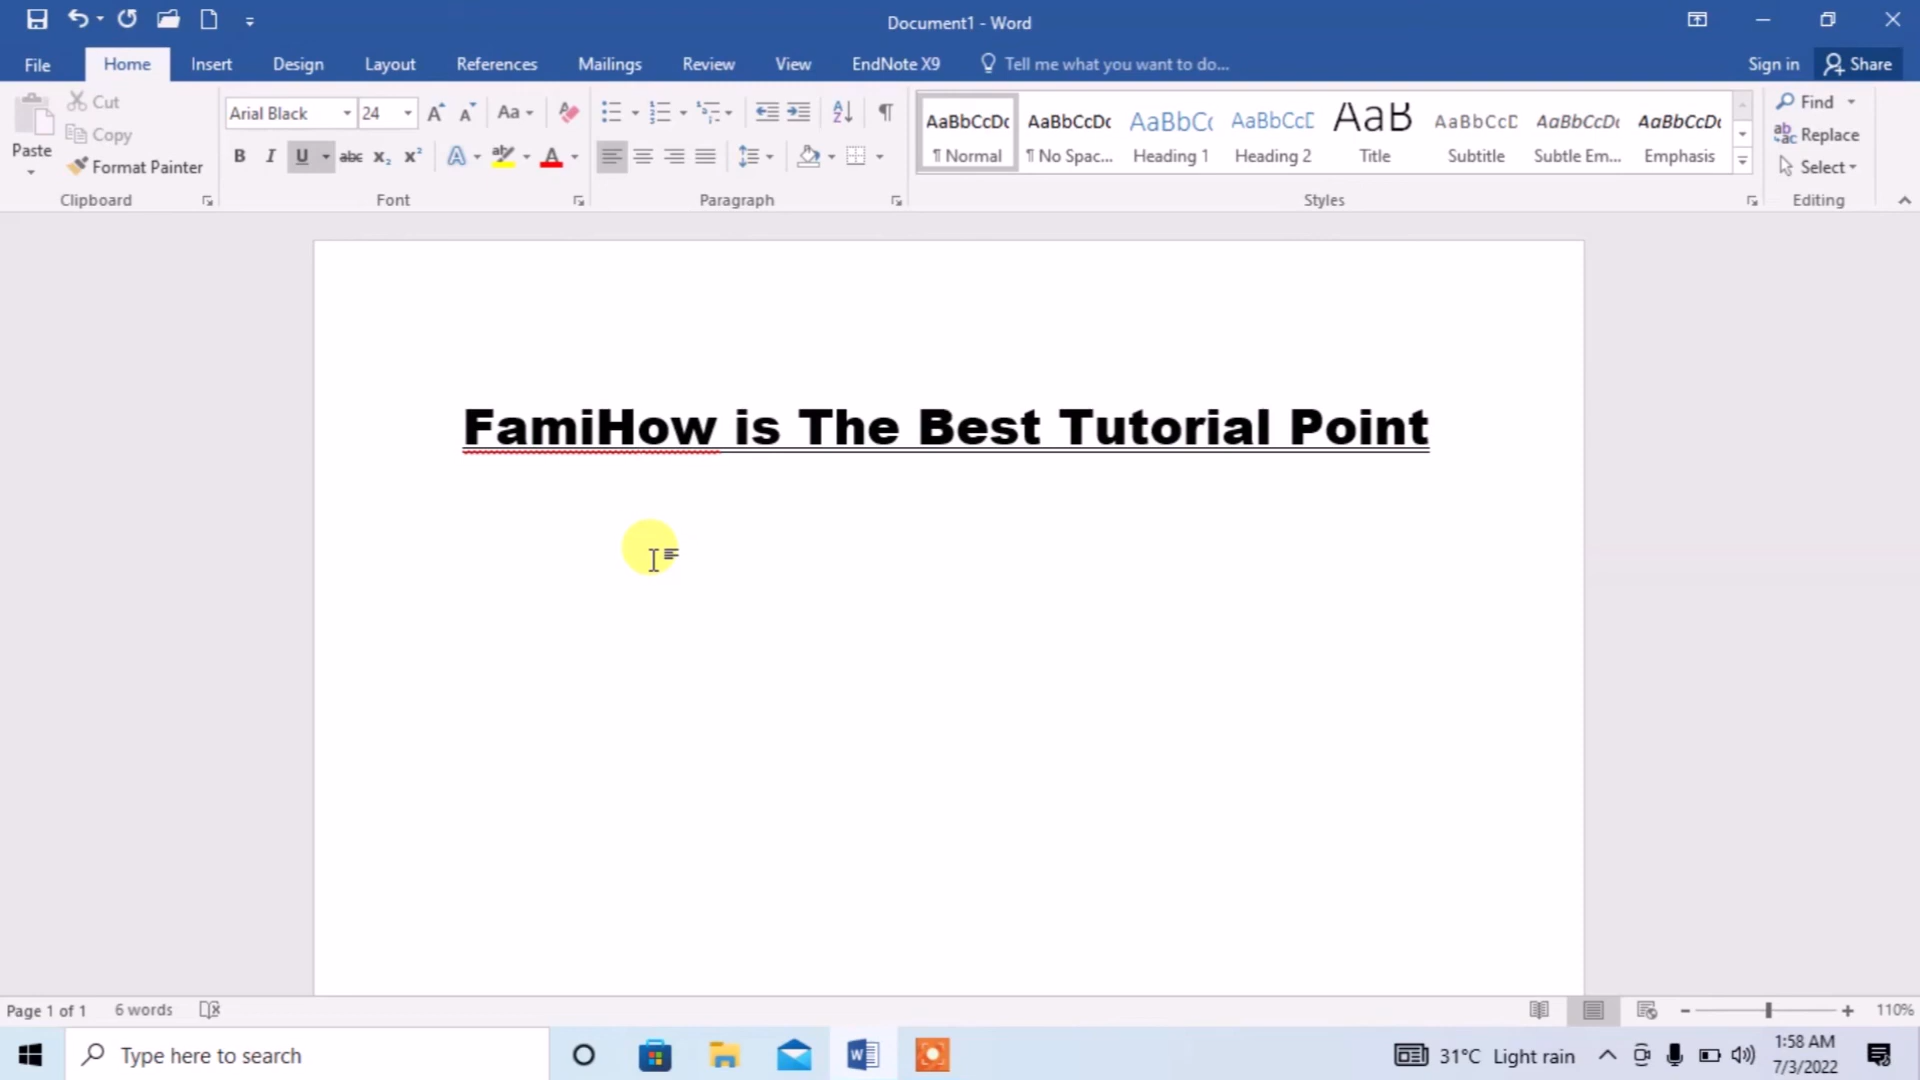 Document1 - Word
File Home Insert Design Layout References Mailings Review View EndNote X9 Tell me what you want to do... Sign in Share
Paste
Cut
Copy
Format Painter
Clipboard
Arial Black 24
Font
Paragraph
AaBbCcDc AaBbCcDc AaBbC( AaBbCcD AaB AaBbCcD AaBbCcDc AaBbCcDc
¶ Normal ¶ No Spac... Heading 1 Heading 2 Title Subtitle Subtle Em... Emphasis
Styles
Find
Replace
Select
Editing
FamiHow is The Best Tutorial Point
Page 1 of 1 6 words 110%
Type here to search
31°C Light rain
1:58 AM
7/3/2022